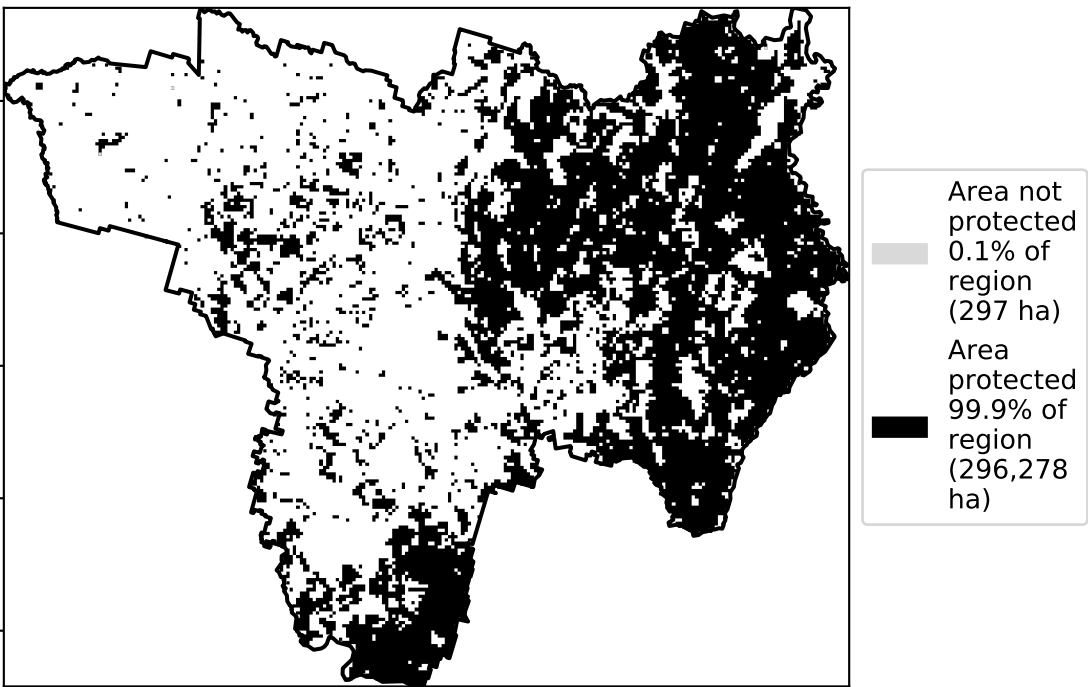 Area not
protected
0.1% of
region
(297 ha)
Area
protected
99.9% of
region
(296,278
ha)